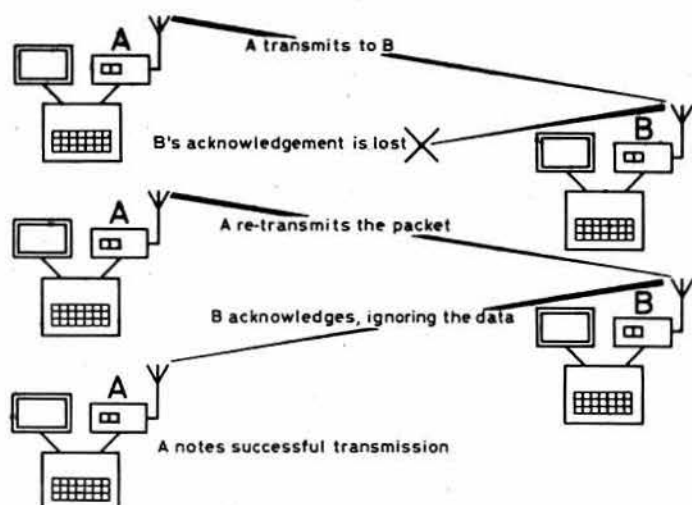 A
A transmits to B
B's acknowledgement is lost
B
A
A re-transmits the packet
B
B acknowledges, ignoring the data
A
A notes successful transmission